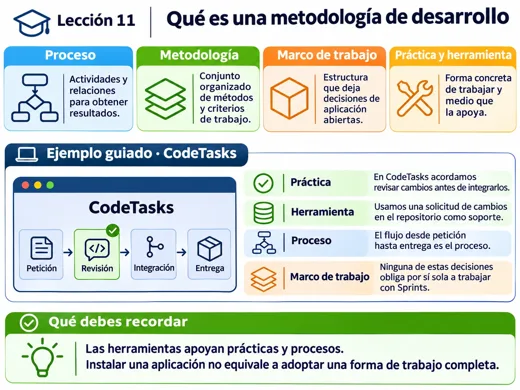 Lección 11
Qué es una metodología de desarrollo
Proceso
Actividades y
relaciones
para obtener
resultados.
Metodología
Conjunto
organizado
de métodos
y criterios
de trabajo.
Marco de trabajo
Estructura
que deja
decisiones de
aplicación
abiertas.
Práctica y herramienta
Forma concreta
de trabajar y
medio que
la apoya.
Ejemplo guiado · CodeTasks
CodeTasks
Petición
Revisión
Integración
Entrega
Práctica
En CodeTasks acordamos
revisar cambios antes de integrarlos.
Herramienta
Usamos una solicitud de cambios
en el repositorio como soporte.
Proceso
El flujo desde petición
hasta entrega es el proceso.
Marco de trabajo
Ninguna de estas decisiones
obliga por sí sola a trabajar
con Sprints.
Qué debes recordar
Las herramientas apoyan prácticas y procesos.
Instalar una aplicación no equivale a adoptar una forma de trabajo completa.